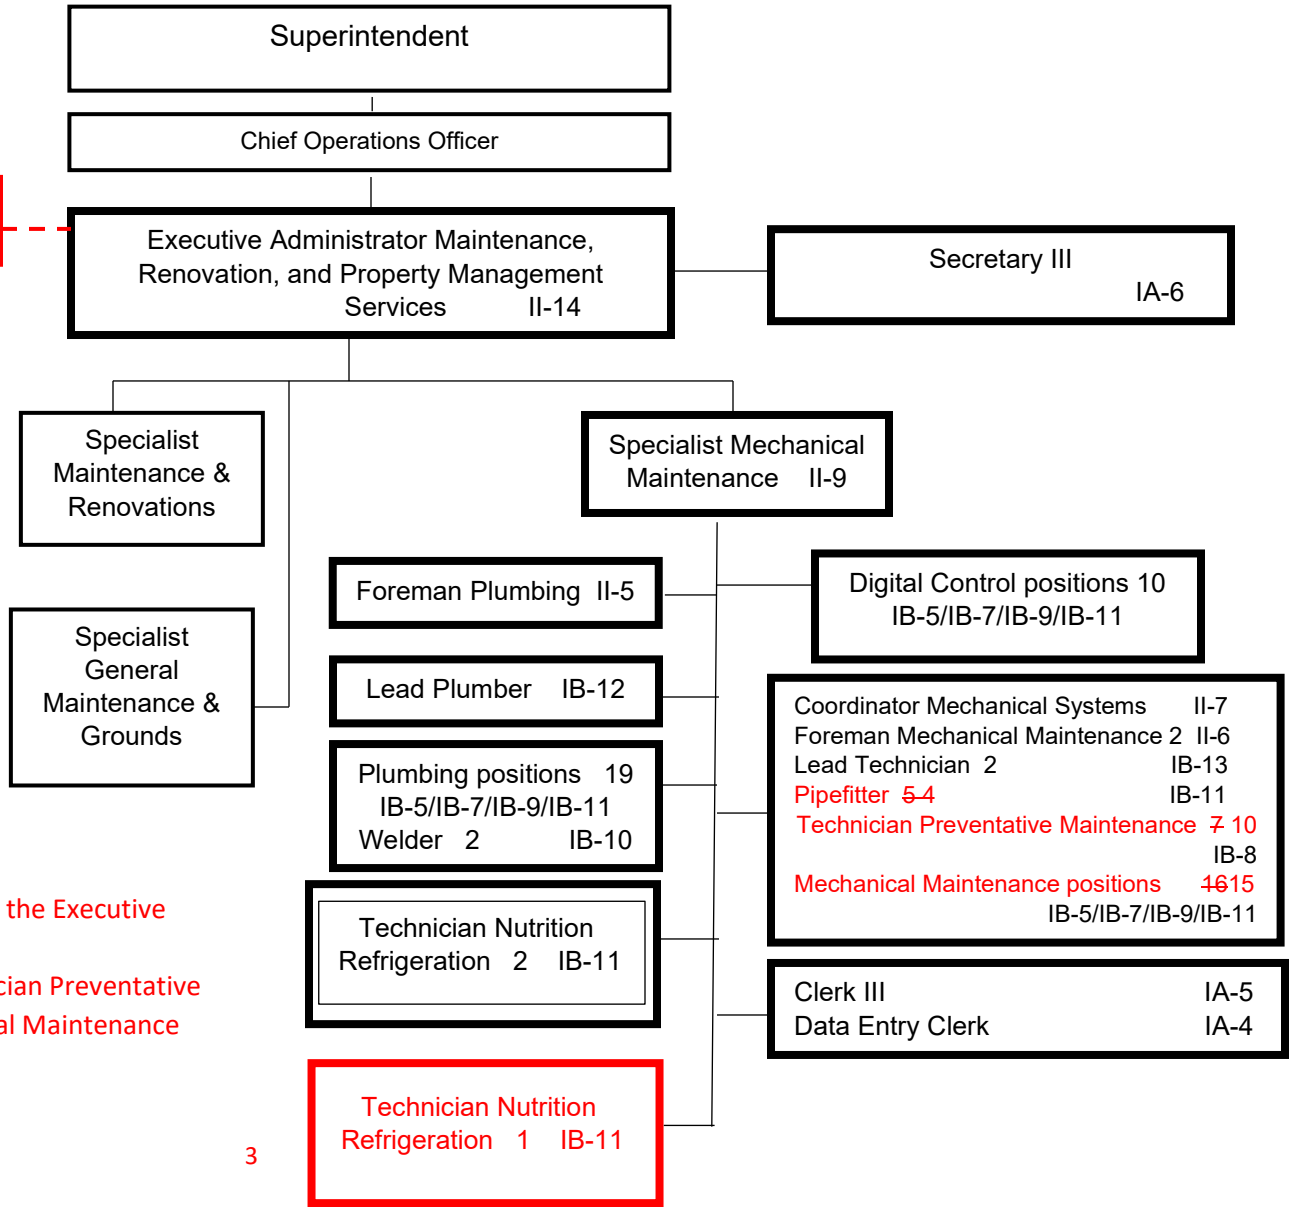 Superintendent
Chief Operations Officer
Executive Administrator Maintenance,
Renovation, and Property Management
Services II-14
Secretary III
IA-6
Specialist
Maintenance &
Renovations
Specialist Mechanical
Maintenance II-9
Specialist
General
Maintenance &
Grounds
Foreman Plumbing II-5
Lead Plumber IB-12
Plumbing positions 19
IB-5/IB-7/IB-9/IB-11
Welder 2 IB-10
Technician Nutrition
Refrigeration 2 IB-11
Technician Nutrition
Refrigeration 1 IB-11
Digital Control positions 10
IB-5/IB-7/IB-9/IB-11
Coordinator Mechanical Systems II-7
Foreman Mechanical Maintenance 2 II-6
Lead Technician 2 IB-13
Pipefitter 5 4 IB-11
Technician Preventative Maintenance 7 10
IB-8
Mechanical Maintenance positions 1615
IB-5/IB-7/IB-9/IB-11
Clerk III IA-5
Data Entry Clerk IA-4
the Executive
cian Preventative
al Maintenance
3